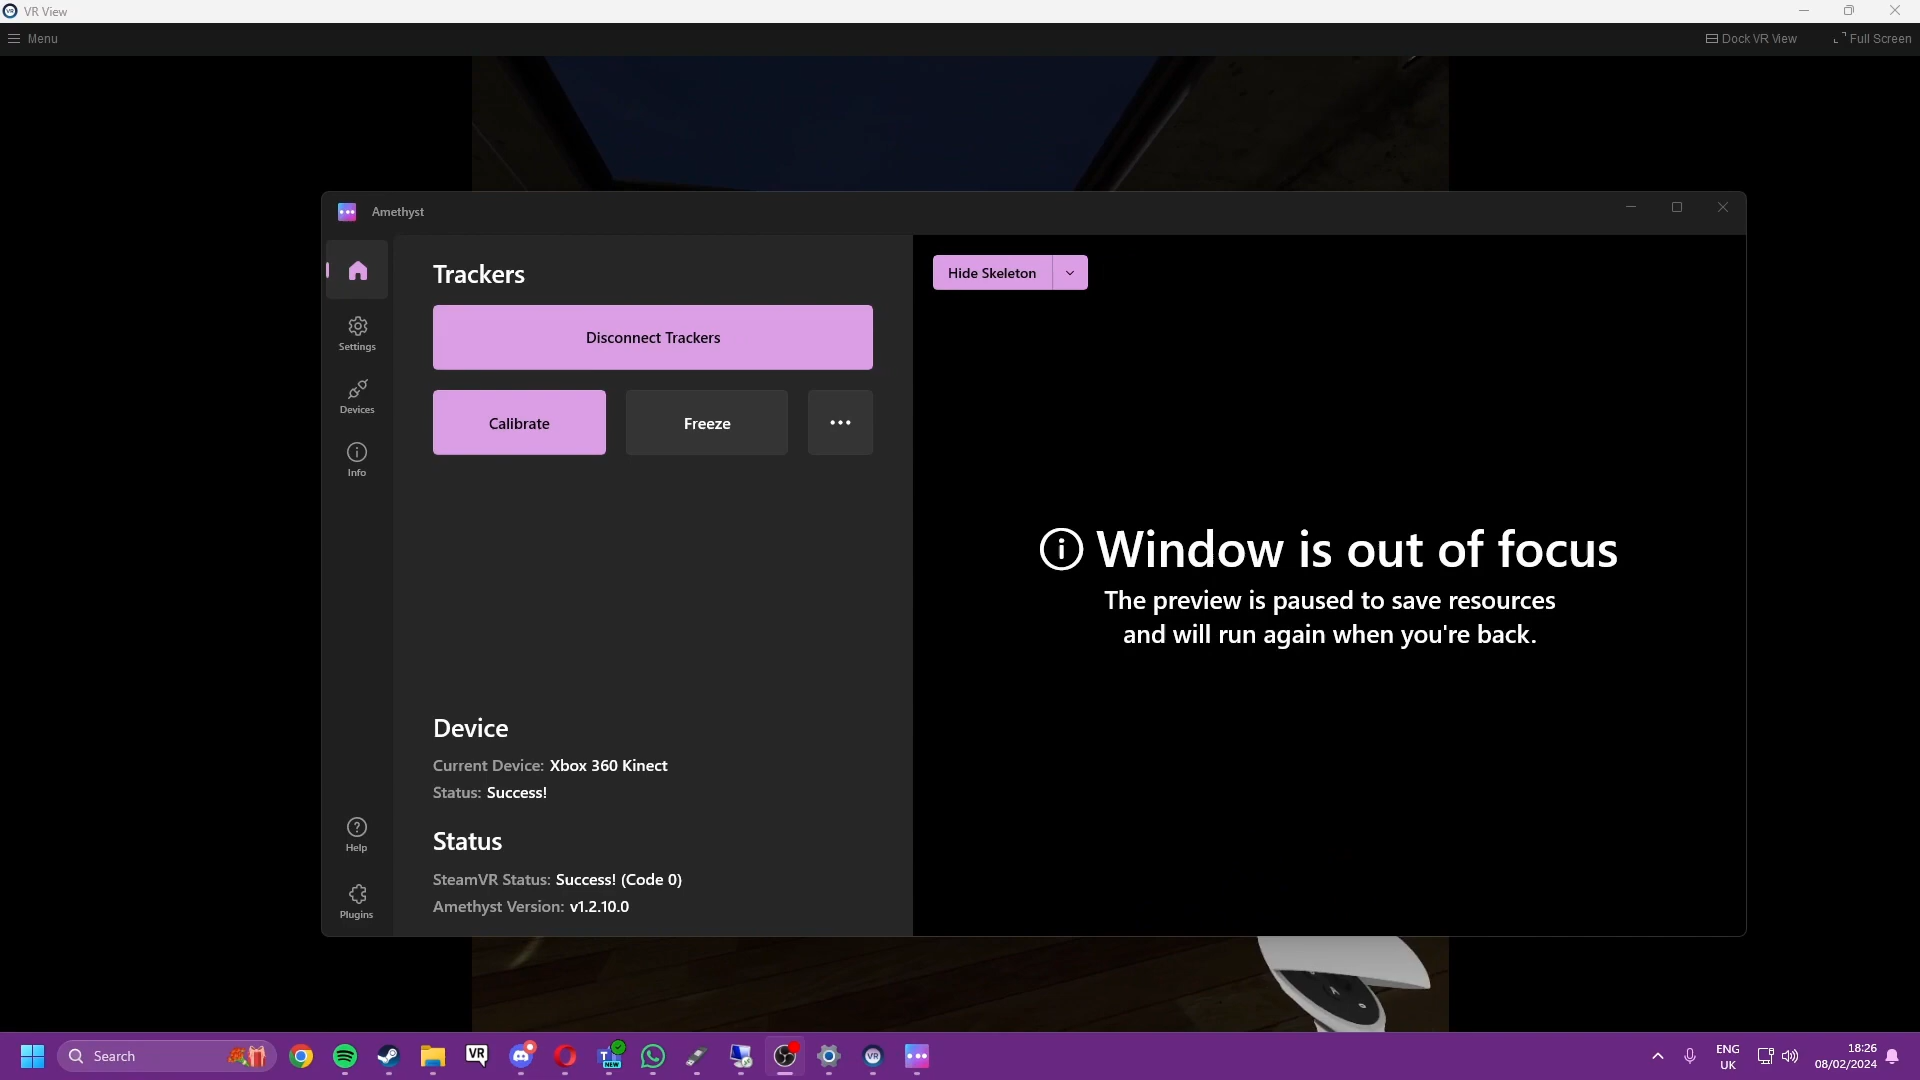 VR View
Menu
Dock VR View
Full Screen
Amethyst
Settings
Devices
Info
Help
Plugins
Trackers
Disconnect Trackers
Calibrate
Freeze
Device
Current Device: Xbox 360 Kinect
Status: Success!
Status
SteamVR Status: Success! (Code 0)
Amethyst Version: v1.2.10.0
Hide Skeleton
Window is out of focus
The preview is paused to save resources
and will run again when you're back.
Search
VR
T
NEW
VR
ENG
UK
18:26
08/02/2024